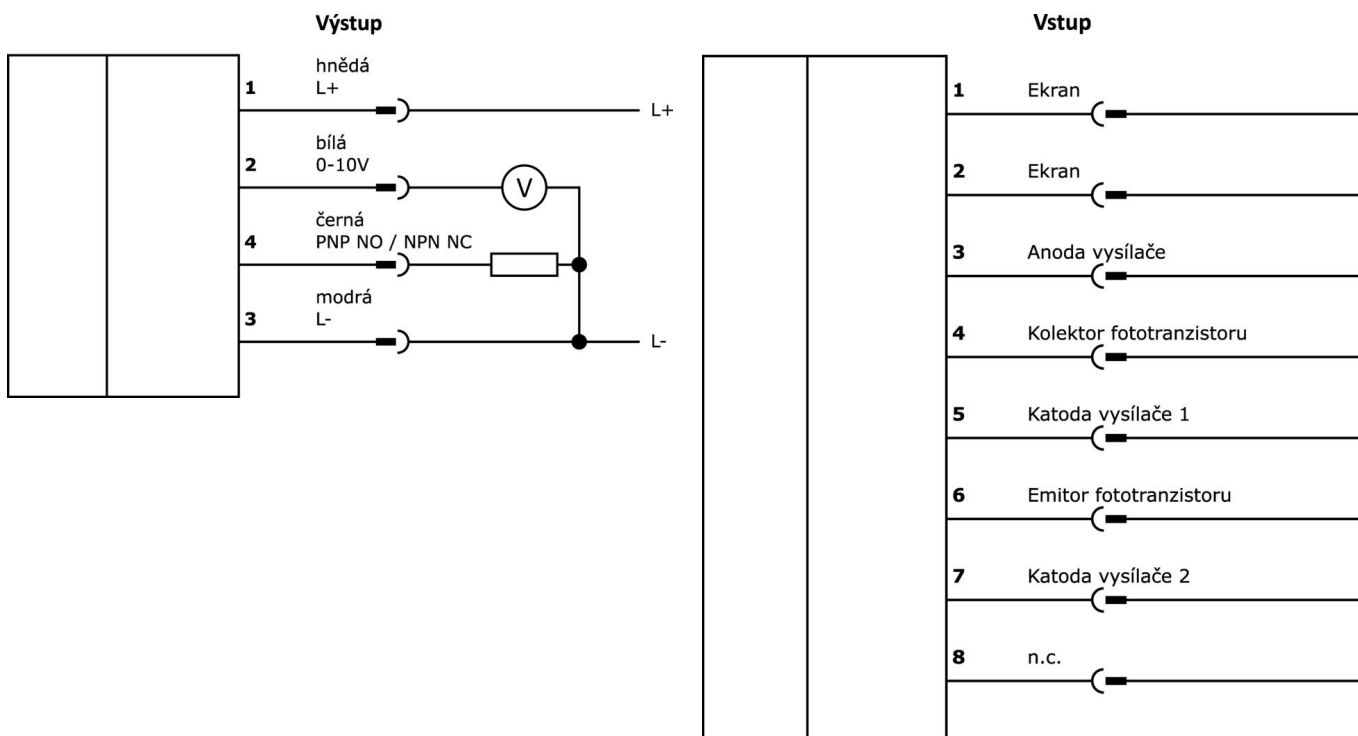 Výstup
hnědá
1 L+
L+
bílá
2 0-10V
V
černá
4 PNP NO / NPN NC
modrá
3 L-
L-
Vstup
1 Ekran
2 Ekran
3 Anoda vysílače
4 Kolektor fototranzistoru
5 Katoda vysílače 1
6 Emitor fototranzistoru
7 Katoda vysílače 2
8 n.c.